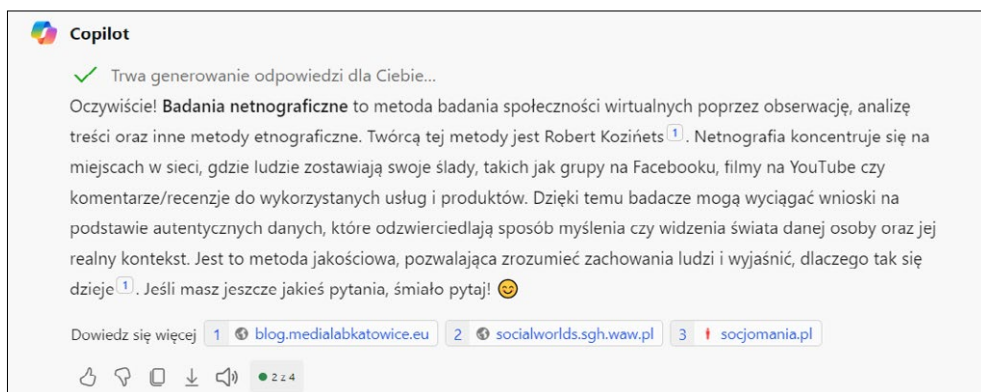 Copilot
Trwa generowanie odpowiedzi dla Ciebie...
Oczywiście! Badania netnograficzne to metoda badania społeczności wirtualnych poprzez obserwację, analizę
treści oraz inne metody etnograficzne. Twórcą tej metody jest Robert Kozińets 1. Netnografia koncentruje się na
miejscach w sieci, gdzie ludzie zostawiają swoje ślady, takich jak grupy na Facebooku, filmy na YouTube czy
komentarze/recenzje do wykorzystanych usług i produktów. Dzięki temu badacze mogą wyciągać wnioski na
podstawie autentycznych danych, które odzwierciedlają sposób myślenia czy widzenia świata danej osoby oraz jej
realny kontekst. Jest to metoda jakościowa, pozwalająca zrozumieć zachowania ludzi i wyjaśnić, dlaczego tak się
dzieje 1. Jeśli masz jeszcze jakieś pytania, śmiało pytaj! 😊
Dowiedz się więcej 1 blog.medialabkatowice.eu 2 socialworlds.sgh.waw.pl 3 socjomania.pl
2 z 4